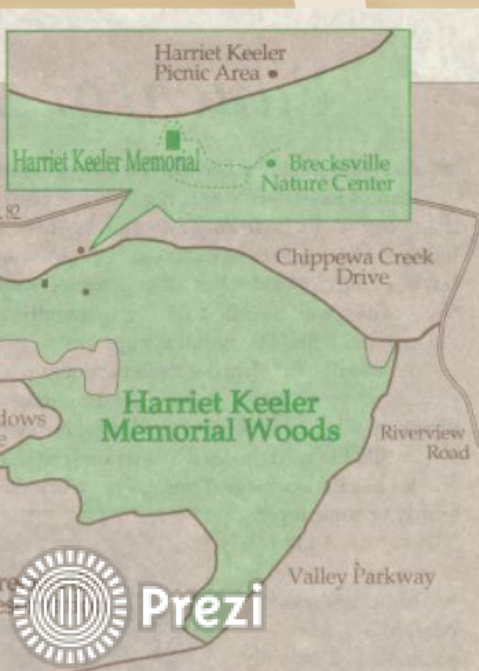 Harriet Keeler
Picnic Area
Harriet Keeler Memorial
Brecksville
Nature Center
82
Chippewa Creek
Drive
Harriet Keeler
Memorial Woods
Riverview
Road
Valley Parkway
Prezi